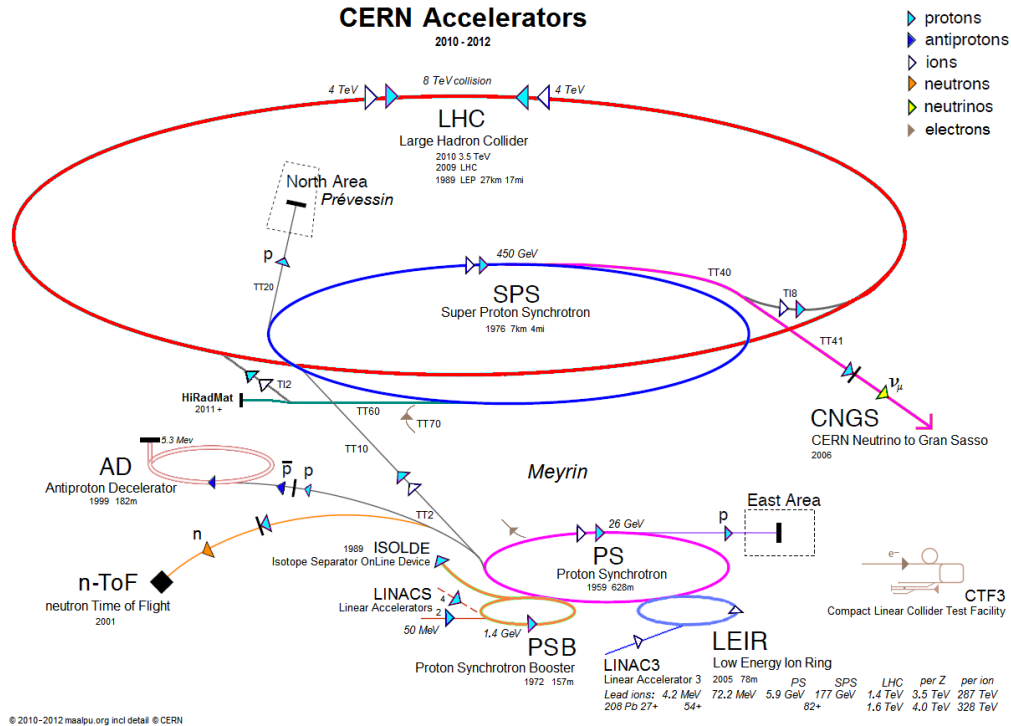 CERN Accelerators
2010 - 2012
protons
antiprotons
ions
neutrons
neutrinos
electrons
4 TeV
8 TeV collision
4 TeV
LHC
Large Hadron Collider
2010 3.5 TeV
2009 LHC
1989 LEP 27km 17mi
North Area
Prévessin
p
TT20
450 GeV
SPS
Super Proton Synchrotron
1976 7km 4mi
TT40
TI8
TT41
νμ
CNGS
CERN Neutrino to Gran Sasso
2006
TI2
HiRadMat
2011 +
TT60
TT70
TT10
5.3 Mev
AD
Antiproton Decelerator
1999 182m
p̅
p
Meyrin
TT2
n
n-ToF
neutron Time of Flight
2001
1989 ISOLDE
Isotope Separator OnLine Device
LINACS
Linear Accelerators
4
2
50 MeV
1.4 GeV
PSB
Proton Synchrotron Booster
1972 157m
26 GeV
PS
Proton Synchrotron
1959 628m
p
East Area
e-
CTF3
Compact Linear Collider Test Facility
LEIR
Low Energy Ion Ring
2005 78m
LINAC3
Linear Accelerator 3
PS SPS LHC per Z per ion
Lead ions: 4.2 MeV 72.2 MeV 5.9 GeV 177 GeV 1.4 TeV 3.5 TeV 287 TeV
208 Pb 27+ 54+ 82+ 1.6 TeV 4.0 TeV 328 TeV
© 2010-2012 maalpu.org incl detail © CERN